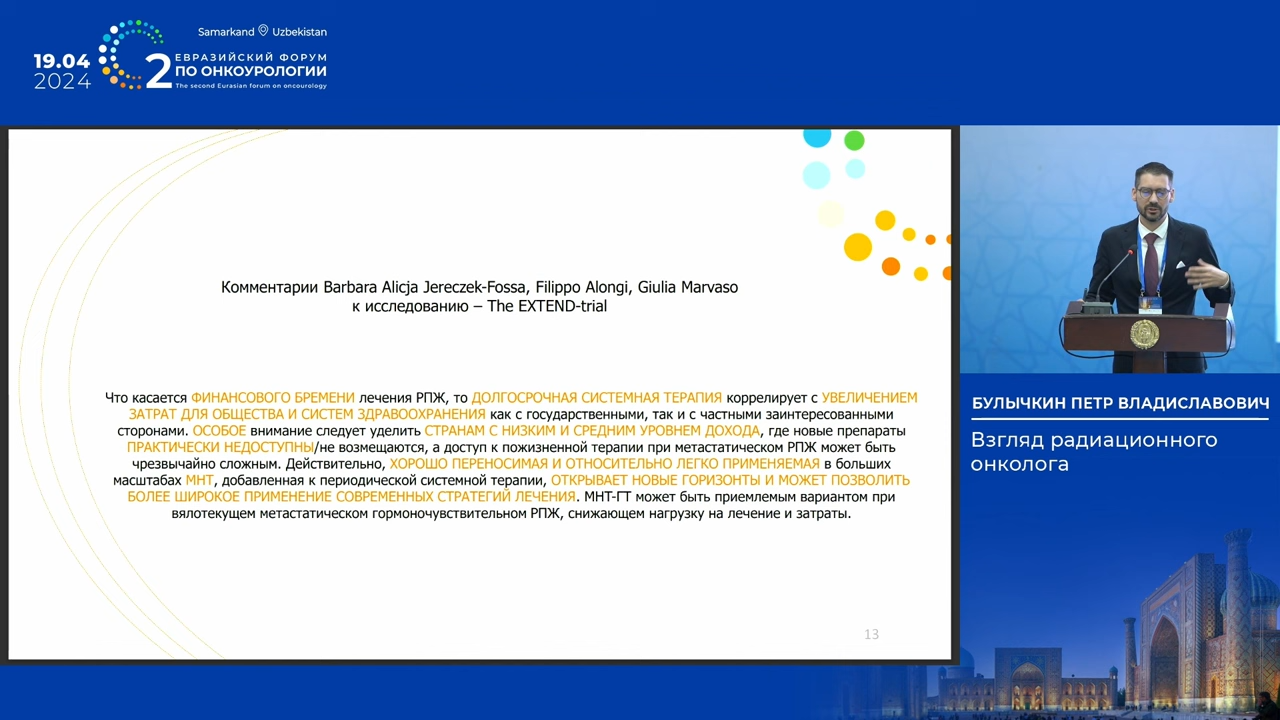 Samarkand Uzbekistan
19.04
2024
2
ЕВРАЗИЙСКИЙ ФОРУМ
ПО ОНКОУРОЛОГИИ
The second Eurasian forum on oncourology
Комментарии Barbara Alicja Jereczek-Fossa, Filippo Alongi, Giulia Marvaso
к исследованию – The EXTEND-trial
Что касается ФИНАНСОВОГО БРЕМЕНИ лечения РПЖ, то ДОЛГОСРОЧНАЯ СИСТЕМНАЯ ТЕРАПИЯ коррелирует с УВЕЛИЧЕНИЕМ
ЗАТРАТ ДЛЯ ОБЩЕСТВА И СИСТЕМ ЗДРАВООХРАНЕНИЯ как с государственными, так и с частными заинтересованными
сторонами. ОСОБОЕ внимание следует уделить СТРАНАМ С НИЗКИМ И СРЕДНИМ УРОВНЕМ ДОХОДА, где новые препараты
ПРАКТИЧЕСКИ НЕДОСТУПНЫ/не возмещаются, а доступ к пожизненной терапии при метастатическом РПЖ может быть
чрезвычайно сложным. Действительно, ХОРОШО ПЕРЕНОСИМАЯ И ОТНОСИТЕЛЬНО ЛЕГКО ПРИМЕНЯЕМАЯ в больших
масштабах МНТ, добавленная к периодической системной терапии, ОТКРЫВАЕТ НОВЫЕ ГОРИЗОНТЫ И МОЖЕТ ПОЗВОЛИТЬ
БОЛЕЕ ШИРОКОЕ ПРИМЕНЕНИЕ СОВРЕМЕННЫХ СТРАТЕГИЙ ЛЕЧЕНИЯ. МНТ-ГТ может быть приемлемым вариантом при
вялотекущем метастатическом гормоночувствительном РПЖ, снижающем нагрузку на лечение и затраты.
13
БУЛЫЧКИН ПЕТР ВЛАДИСЛАВОВИЧ
Взгляд радиационного
онколога